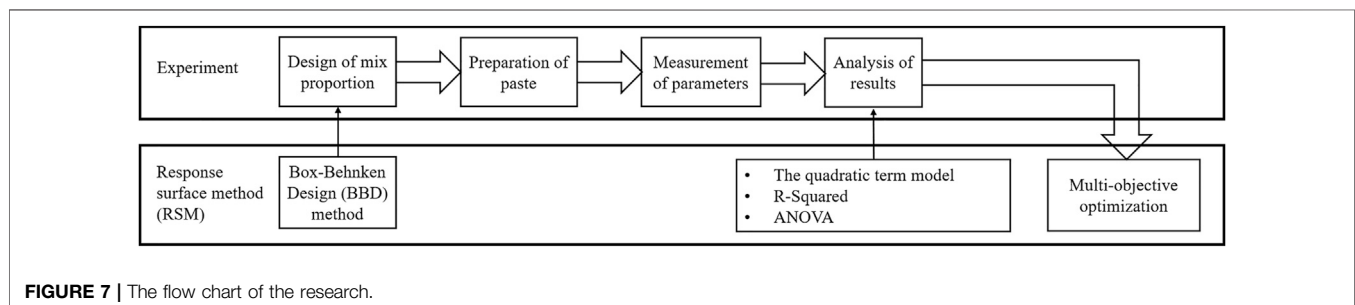 Experiment
Design of mix
proportion
Preparation of
paste
Measurement
of parameters
Analysis of
results
Response
surface method
(RSM)
Box-Behnken
Design (BBD)
method
• The quadratic term model
• R-Squared
• ANOVA
Multi-objective
optimization
FIGURE 7 | The flow chart of the research.